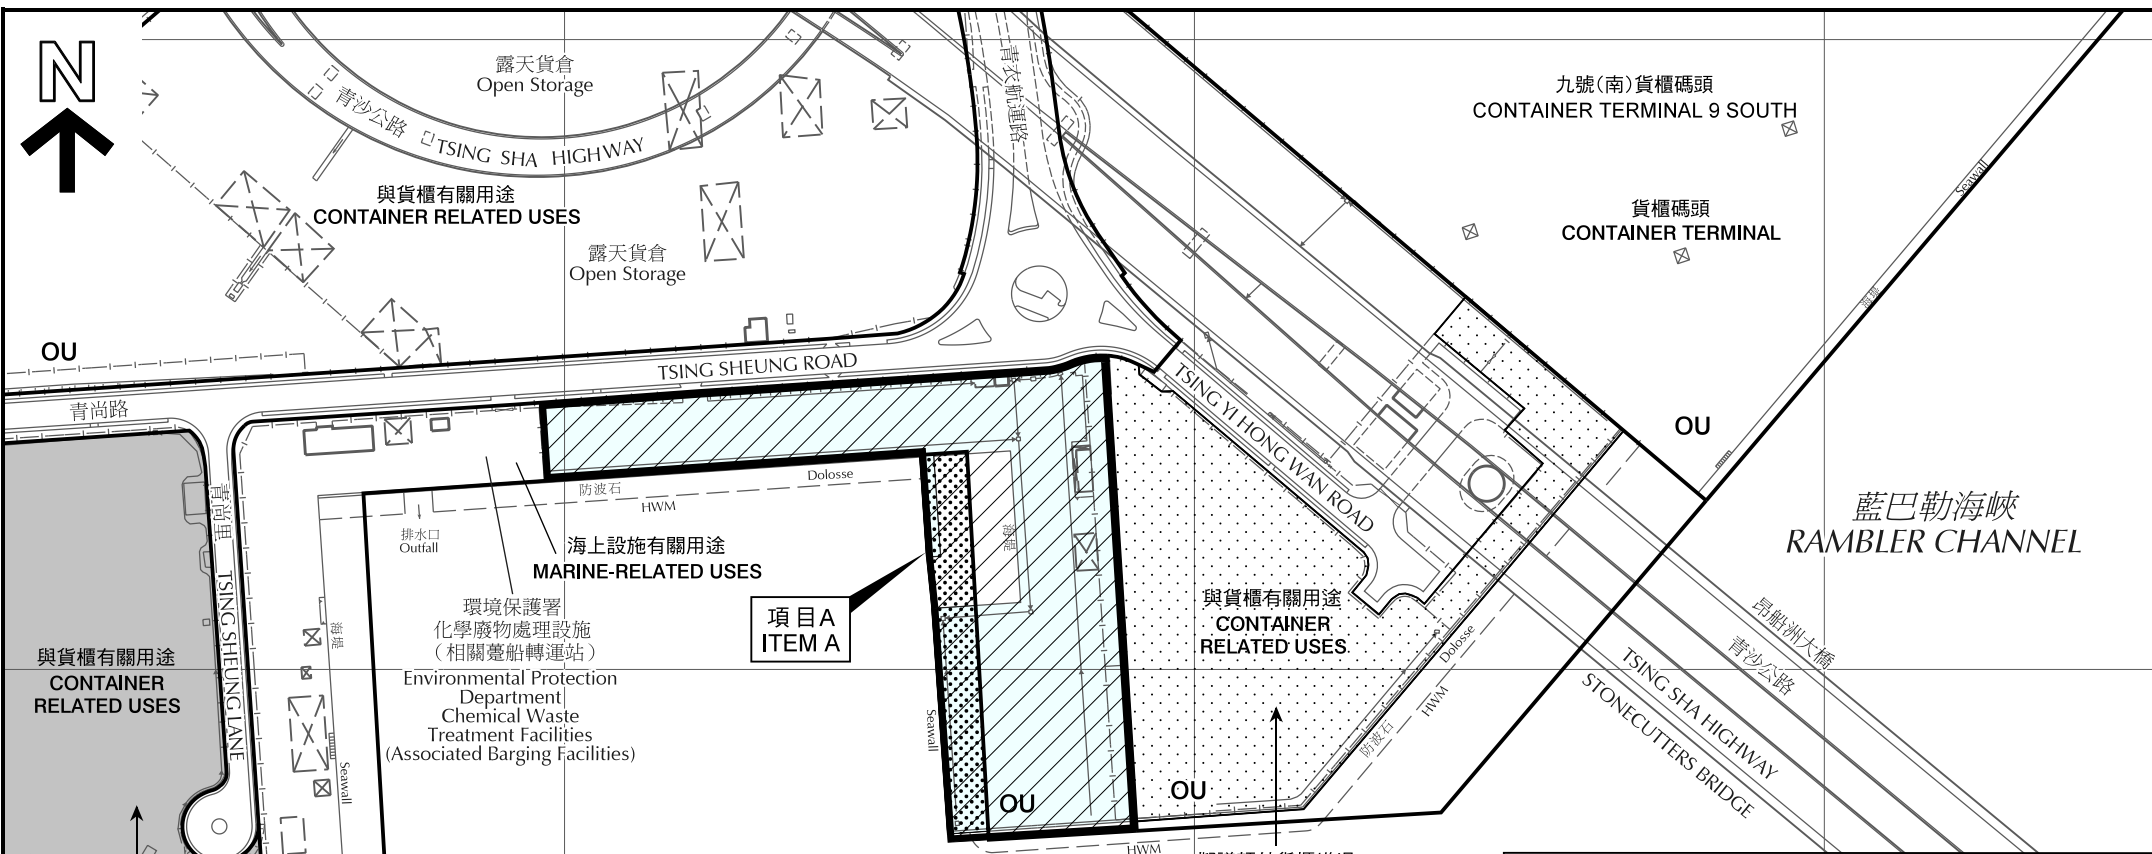 N
露天貨倉
Open Storage
青沙公路
TSING SHA HIGHWAY
與貨櫃有關用途
CONTAINER RELATED USES
露天貨倉
Open Storage
青衣航運路
九號(南)貨櫃碼頭
CONTAINER TERMINAL 9 SOUTH
貨櫃碼頭
CONTAINER TERMINAL
Seawall
海堤
OU
TSING SHEUNG ROAD
青尚路
TSING YI HONG WAN ROAD
OU
藍巴勒海峽
RAMBLER CHANNEL
青尚里
TSING SHEUNG LANE
防波石
Dolosse
HWM
排水口
Outfall
海上設施有關用途
MARINE-RELATED USES
環境保護署
化學廢物處理設施
（相關躉船轉運站）
Environmental Protection
Department
Chemical Waste
Treatment Facilities
(Associated Barging Facilities)
海堤
Seawall
項目A
ITEM A
海堤
Seawall
與貨櫃有關用途
CONTAINER
RELATED USES
與貨櫃有關用途
CONTAINER
RELATED USES
Dolosse
防波石
HWM
昂船洲大橋
青沙公路
TSING SHA HIGHWAY
STONECUTTERS BRIDGE
OU
OU
HWM